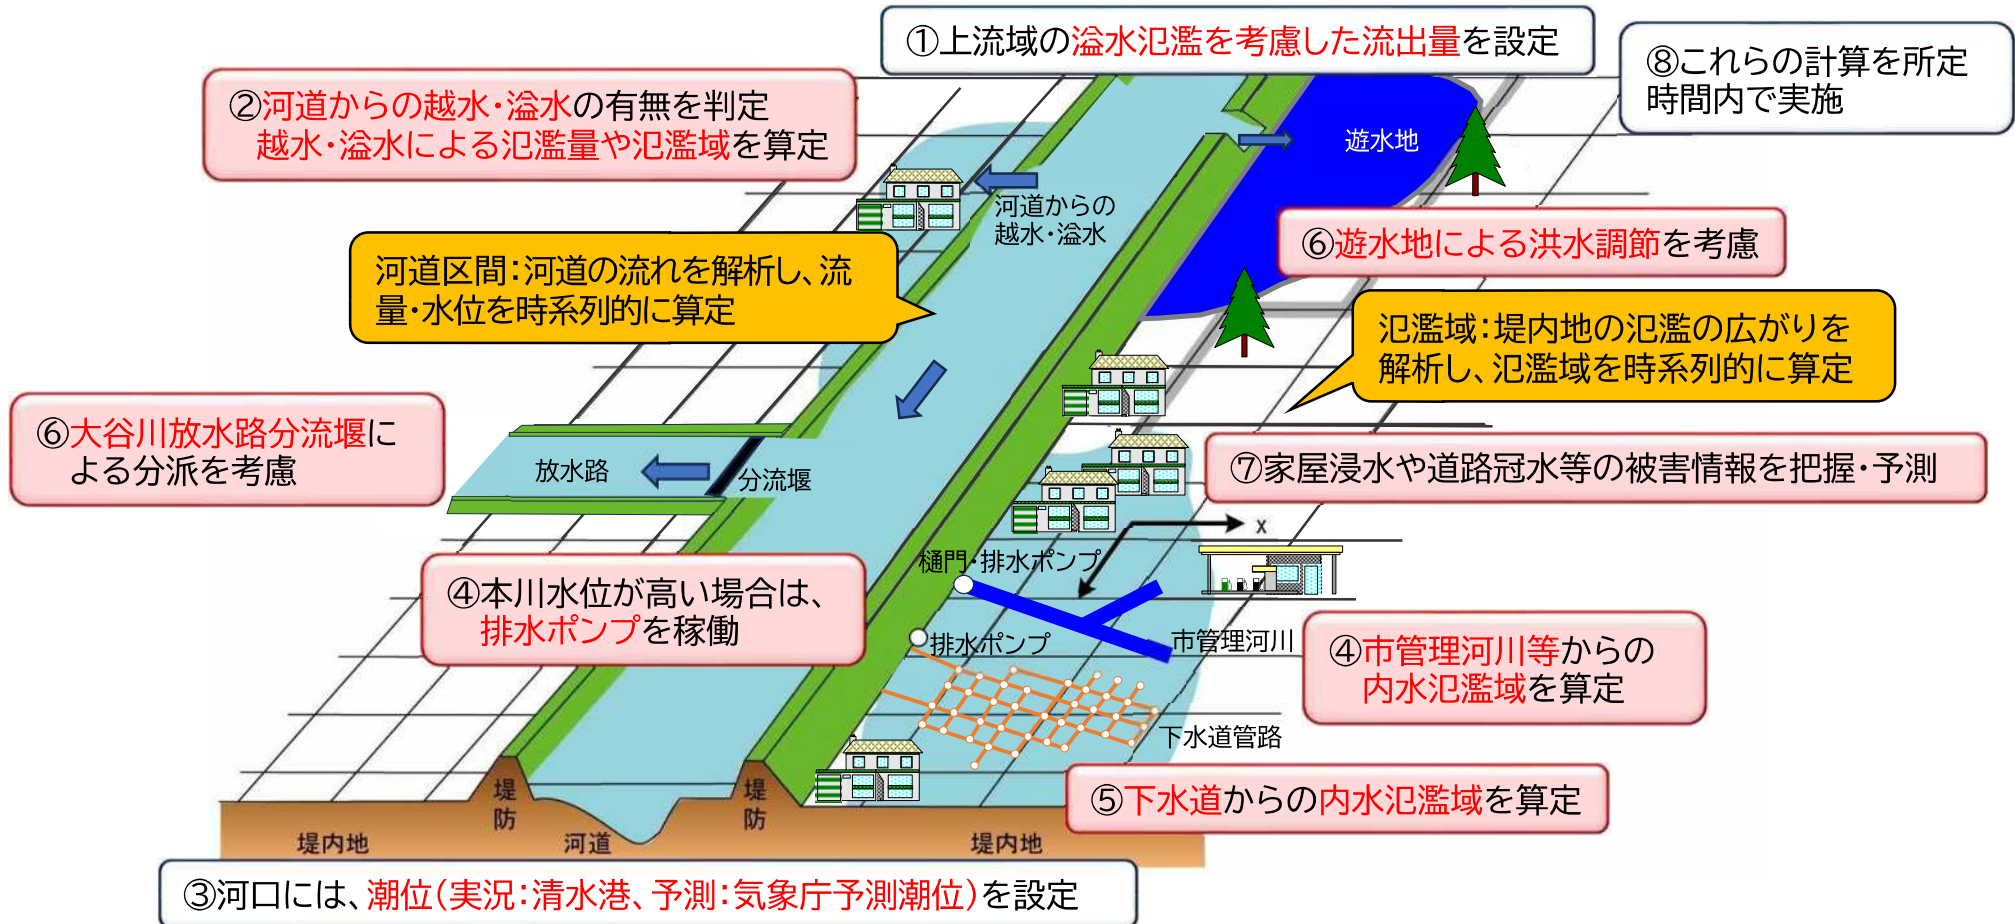 ①上流域の溢水氾濫を考慮した流出量を設定
⑧これらの計算を所定
時間内で実施
②河道からの越水・溢水の有無を判定
越水・溢水による氾濫量や氾濫域を算定
遊水地
河道からの
越水・溢水
⑥遊水地による洪水調節を考慮
河道区間：河道の流れを解析し、流
量・水位を時系列的に算定
氾濫域：堤内地の氾濫の広がりを
解析し、氾濫域を時系列的に算定
⑥大谷川放水路分流堰に
よる分派を考慮
放水路
分流堰
⑦家屋浸水や道路冠水等の被害情報を把握・予測
x
樋門・排水ポンプ
④本川水位が高い場合は、
排水ポンプを稼働
排水ポンプ
市管理河川
④市管理河川等からの
内水氾濫域を算定
下水道管路
⑤下水道からの内水氾濫域を算定
堤
防
堤
防
堤内地
河道
堤内地
③河口には、潮位（実況：清水港、予測：気象庁予測潮位）を設定